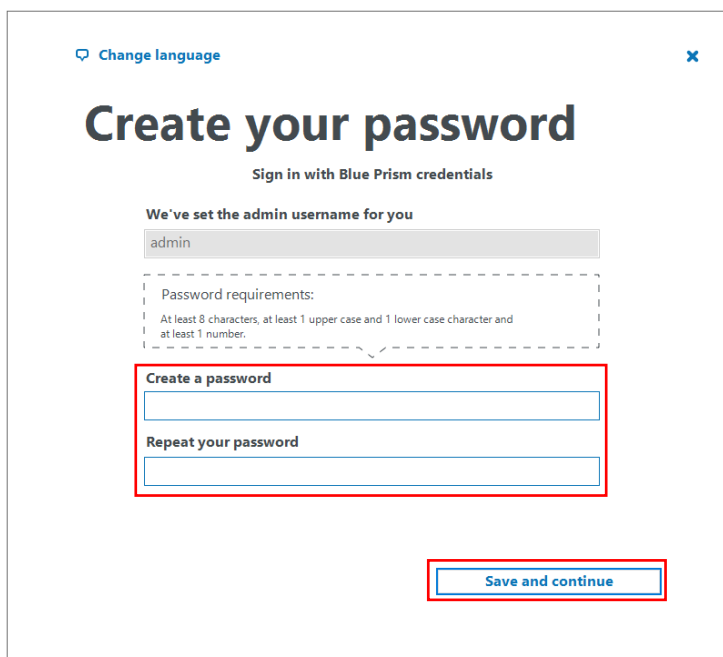 Change language
Create your password
Sign in with Blue Prism credentials
We've set the admin username for you
admin
Password requirements:
At least 8 characters, at least 1 upper case and 1 lower case character and
at least 1 number.
Create a password
Repeat your password
Save and continue